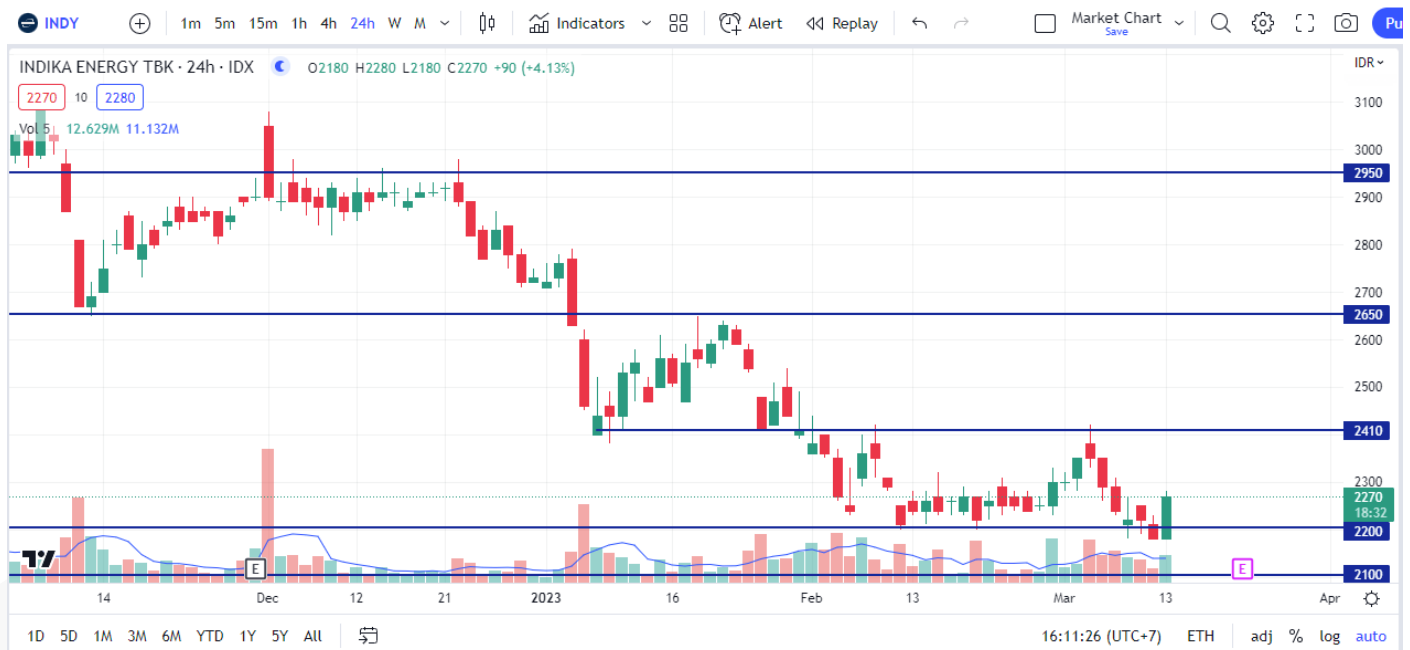 INDY 1m 5m 15m 1h 4h 24h W M Indicators Alert Replay Market Chart Pu
Save
INDIKA ENERGY TBK · 24h · IDX O2180 H2280 L2180 C2270 +90 (+4.13%) IDR
2270 10 2280
Vol 5 12.629M 11.132M
3100
3000
2950
2900
2800
2700
2650
2600
2500
2410
2300
2270
18:32
2200
2100
E E
14 Dec 12 21 2023 16 Feb 13 Mar 13 Apr
1D 5D 1M 3M 6M YTD 1Y 5Y All 16:11:26 (UTC+7) ETH adj % log auto